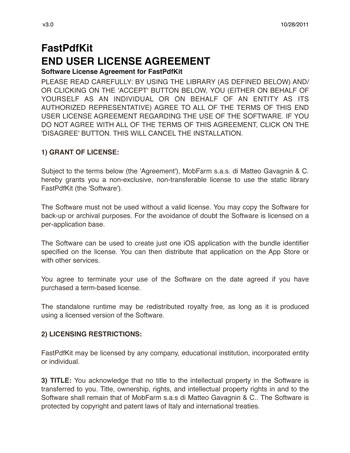 v3.0 10/28/2011
FastPdfKit
END USER LICENSE AGREEMENT
Software License Agreement for FastPdfKit
PLEASE READ CAREFULLY: BY USING THE LIBRARY (AS DEFINED BELOW) AND/
OR CLICKING ON THE 'ACCEPT' BUTTON BELOW, YOU (EITHER ON BEHALF OF
YOURSELF AS AN INDIVIDUAL OR ON BEHALF OF AN ENTITY AS ITS
AUTHORIZED REPRESENTATIVE) AGREE TO ALL OF THE TERMS OF THIS END
USER LICENSE AGREEMENT REGARDING THE USE OF THE SOFTWARE. IF YOU
DO NOT AGREE WITH ALL OF THE TERMS OF THIS AGREEMENT, CLICK ON THE
'DISAGREE' BUTTON. THIS WILL CANCEL THE INSTALLATION.
1) GRANT OF LICENSE:
Subject to the terms below (the 'Agreement'), MobFarm s.a.s. di Matteo Gavagnin & C.
hereby grants you a non-exclusive, non-transferable license to use the static library
FastPdfKit (the 'Software').
The Software must not be used without a valid license. You may copy the Software for
back-up or archival purposes. For the avoidance of doubt the Software is licensed on a
per-application base.
The Software can be used to create just one iOS application with the bundle identifier
specified on the license. You can then distribute that application on the App Store or
with other services.
You agree to terminate your use of the Software on the date agreed if you have
purchased a term-based license.
The standalone runtime may be redistributed royalty free, as long as it is produced
using a licensed version of the Software.
2) LICENSING RESTRICTIONS:
FastPdfKit may be licensed by any company, educational institution, incorporated entity
or individual.
3) TITLE: You acknowledge that no title to the intellectual property in the Software is
transferred to you. Title, ownership, rights, and intellectual property rights in and to the
Software shall remain that of MobFarm s.a.s di Matteo Gavagnin & C.. The Software is
protected by copyright and patent laws of Italy and international treaties.